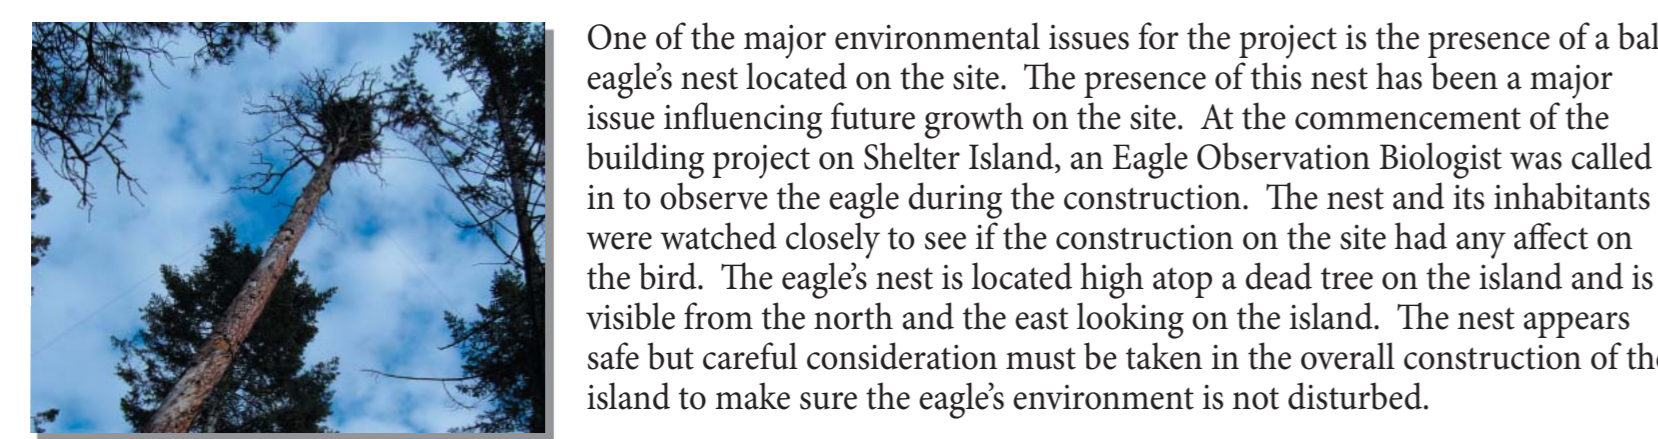 One of the major environmental issues for the project is the presence of a bal
eagle's nest located on the site.  The presence of this nest has been a major
issue influencing future growth on the site.  At the commencement of the
building project on Shelter Island, an Eagle Observation Biologist was called
in to observe the eagle during the construction.  The nest and its inhabitants
were watched closely to see if the construction on the site had any affect on
the bird.  The eagle's nest is located high atop a dead tree on the island and is
visible from the north and the east looking on the island.  The nest appears
safe but careful consideration must be taken in the overall construction of the
island to make sure the eagle's environment is not disturbed.